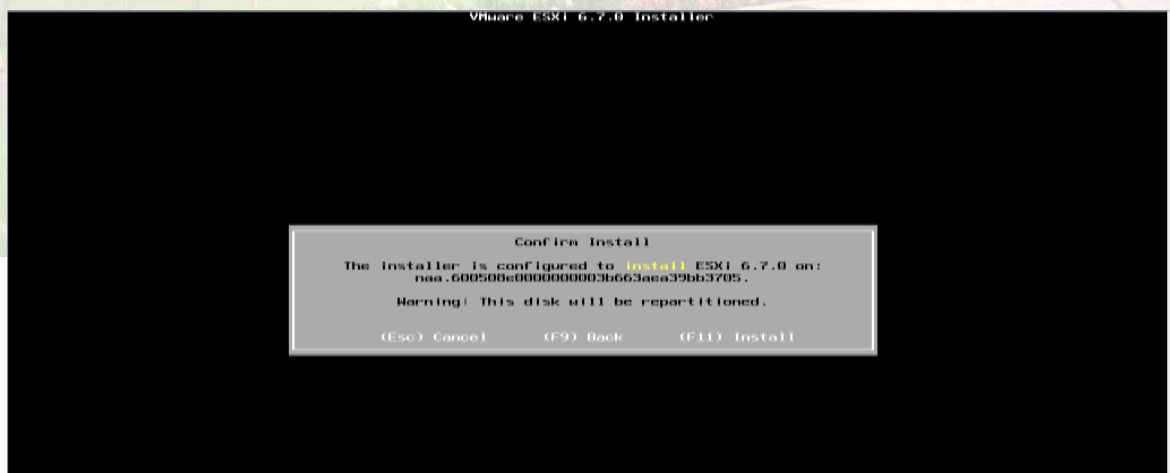 VMware ESXi 6.7.0 Installer
Confirm Install
The installer is configured to install ESXi 6.7.0 on:
naa.600508e0000000003b663aea39bb3705.
Warning! This disk will be repartitioned.
(Esc) Cancel (F9) Back (F11) Install